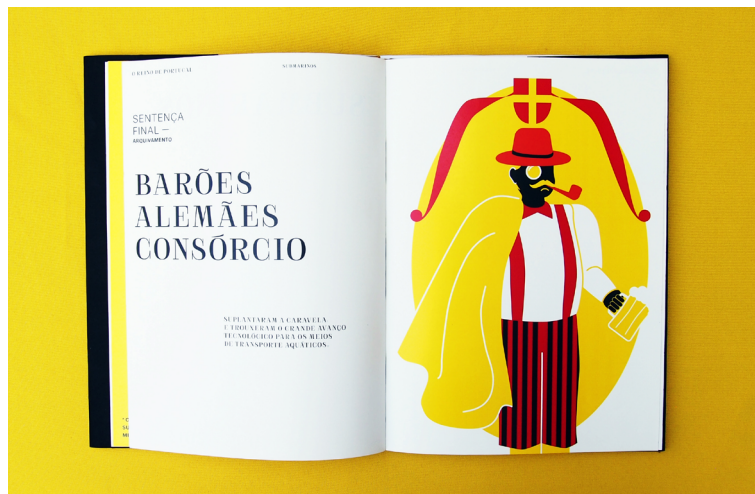 O REINO DE PORTUGAL
SUBMARINOS
SENTENÇA
FINAL —
ARQUIVAMENTO
BARÕES
ALEMÃES
CONSÓRCIO
SUPLANTARAM A CARAVELA
E TROUXERAM O GRANDE AVANÇO
TECNOLÓGICO PARA OS MEIOS
DE TRANSPORTE AQUÁTICOS.